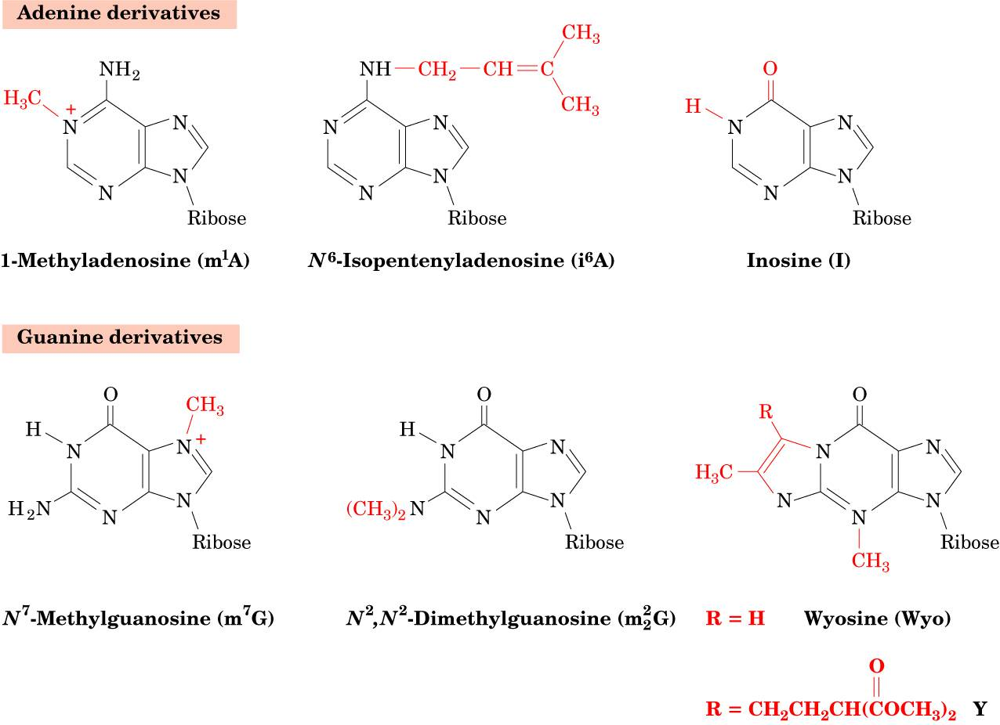 Adenine derivatives
CH₃
NH₂ NH CH₂ CH C O
H₃C + H
N N N N N N CH₃
N N N N N N
Ribose Ribose Ribose
1-Methyladenosine (m¹A) N⁶-Isopentenyladenosine (i⁶A) Inosine (I)
Guanine derivatives
O O O
CH₃ R
H N N + H N N N N
H₃C
H₂N N N (CH₃)₂ N N N N N N
Ribose Ribose Ribose
CH₃
N⁷-Methylguanosine (m⁷G) N²,N²-Dimethylguanosine (m²₂G) R = H Wyosine (Wyo)
O
R = CH₂CH₂CH(COCH₃)₂ Y